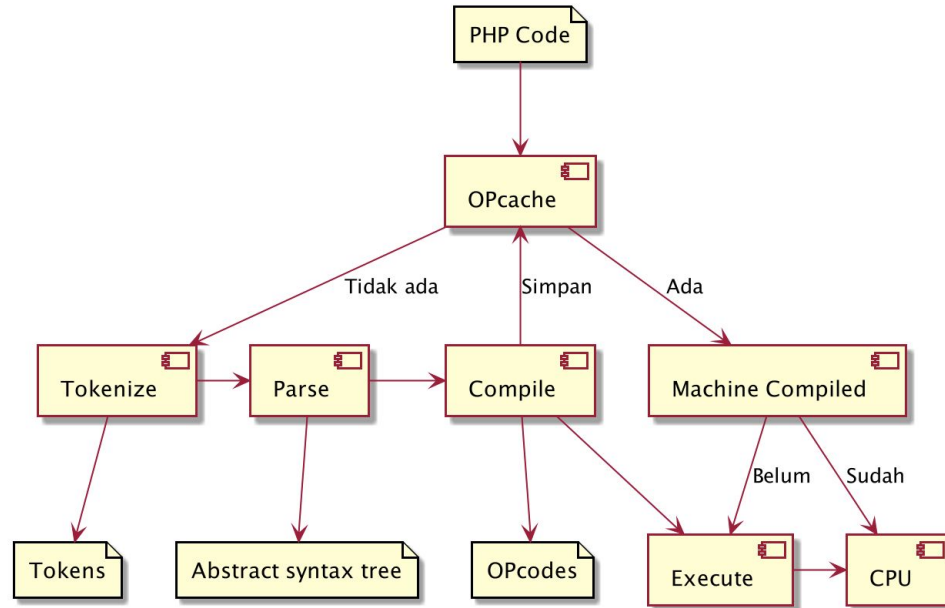 PHP Code
OPcache
Tidak ada
Simpan
Ada
Tokenize
Parse
Compile
Machine Compiled
Belum
Sudah
Tokens
Abstract syntax tree
OPcodes
Execute
CPU